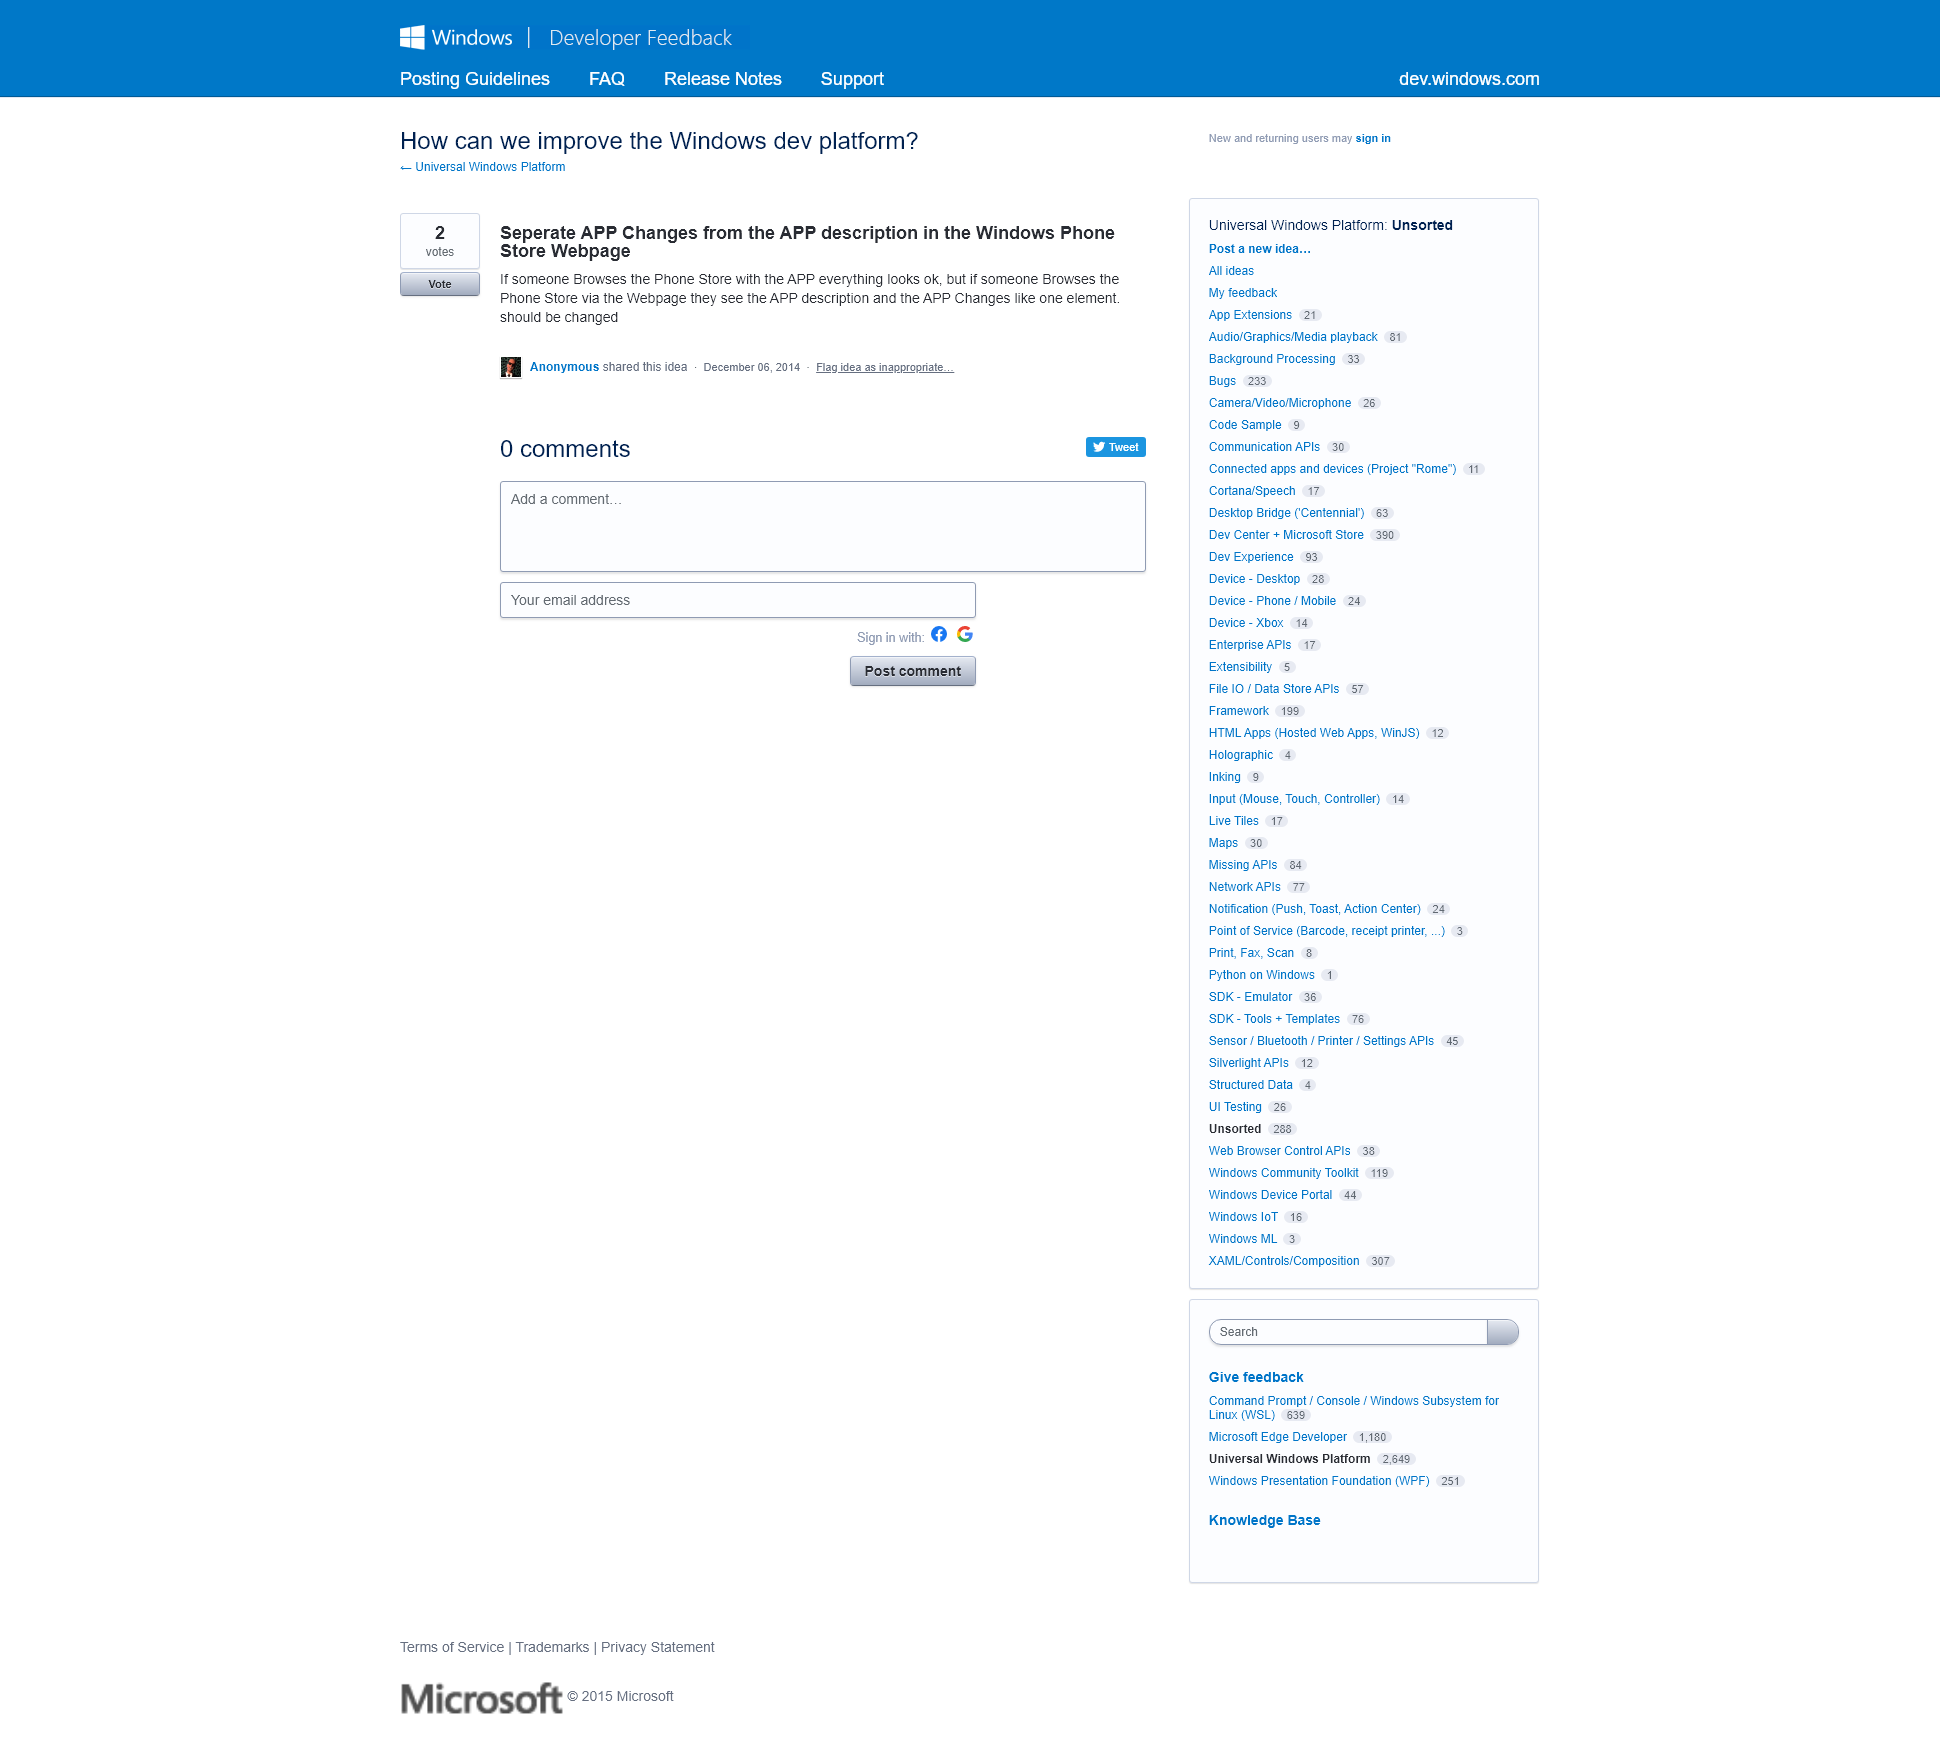 Windows | Developer Feedback
Posting Guidelines FAQ Release Notes Support dev.windows.com
How can we improve the Windows dev platform?
← Universal Windows Platform
New and returning users may sign in
2
votes
Vote
Seperate APP Changes from the APP description in the Windows Phone
Store Webpage
If someone Browses the Phone Store with the APP everything looks ok, but if someone Browses the
Phone Store via the Webpage they see the APP description and the APP Changes like one element.
should be changed
Anonymous shared this idea · December 06, 2014 · Flag idea as inappropriate…
0 comments
Tweet
Add a comment…
Your email address
Sign in with:
Post comment
Universal Windows Platform: Unsorted
Post a new idea…
All ideas
My feedback
App Extensions 21
Audio/Graphics/Media playback 81
Background Processing 33
Bugs 233
Camera/Video/Microphone 26
Code Sample 9
Communication APIs 30
Connected apps and devices (Project "Rome") 11
Cortana/Speech 17
Desktop Bridge ('Centennial') 63
Dev Center + Microsoft Store 390
Dev Experience 93
Device - Desktop 28
Device - Phone / Mobile 24
Device - Xbox 14
Enterprise APIs 17
Extensibility 5
File IO / Data Store APIs 57
Framework 199
HTML Apps (Hosted Web Apps, WinJS) 12
Holographic 4
Inking 9
Input (Mouse, Touch, Controller) 14
Live Tiles 17
Maps 30
Missing APIs 84
Network APIs 77
Notification (Push, Toast, Action Center) 24
Point of Service (Barcode, receipt printer, ...) 3
Print, Fax, Scan 8
Python on Windows 1
SDK - Emulator 36
SDK - Tools + Templates 76
Sensor / Bluetooth / Printer / Settings APIs 45
Silverlight APIs 12
Structured Data 4
UI Testing 26
Unsorted 288
Web Browser Control APIs 38
Windows Community Toolkit 119
Windows Device Portal 44
Windows IoT 16
Windows ML 3
XAML/Controls/Composition 307
Search
Give feedback
Command Prompt / Console / Windows Subsystem for
Linux (WSL) 639
Microsoft Edge Developer 1,180
Universal Windows Platform 2,649
Windows Presentation Foundation (WPF) 251
Knowledge Base
Terms of Service | Trademarks | Privacy Statement
Microsoft © 2015 Microsoft